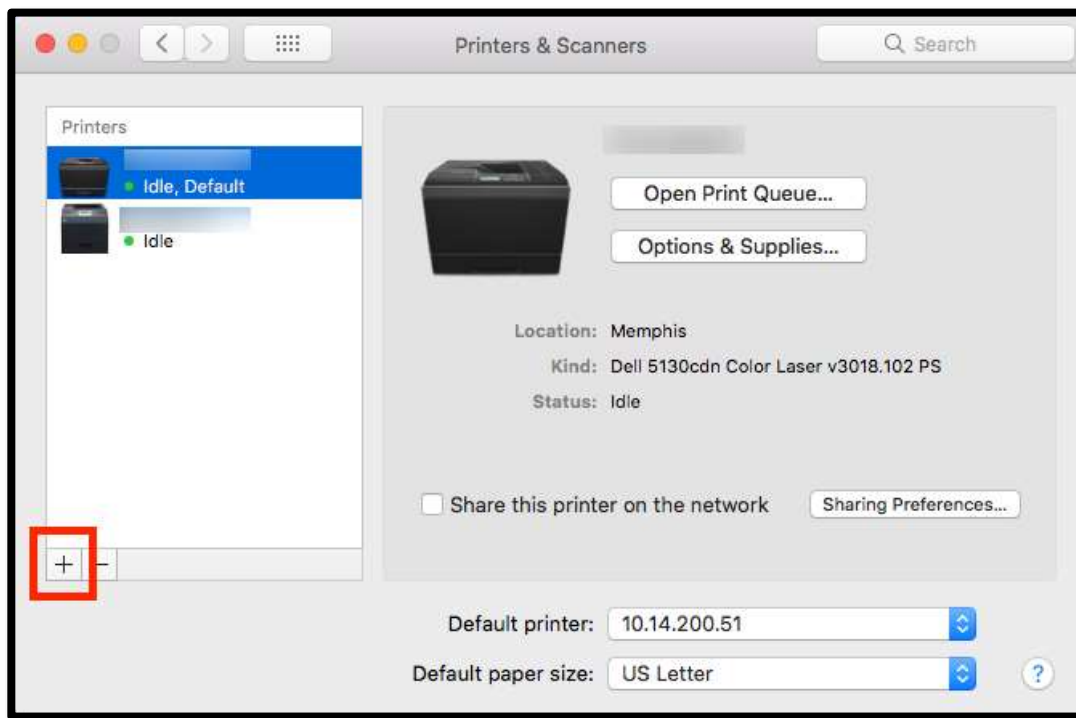 Printers & Scanners
Search
Printers
Idle, Default
Idle
Open Print Queue...
Options & Supplies...
Location: Memphis
Kind: Dell 5130cdn Color Laser v3018.102 PS
Status: Idle
Share this printer on the network
Sharing Preferences...
+ −
Default printer: 10.14.200.51
Default paper size: US Letter
?